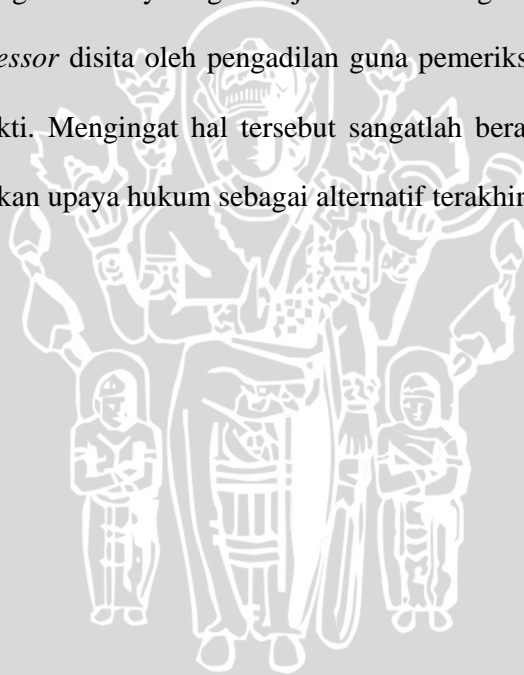 essor disita oleh pengadilan guna pemeriks
kti. Mengingat hal tersebut sangatlah bera
kan upaya hukum sebagai alternatif terakhir